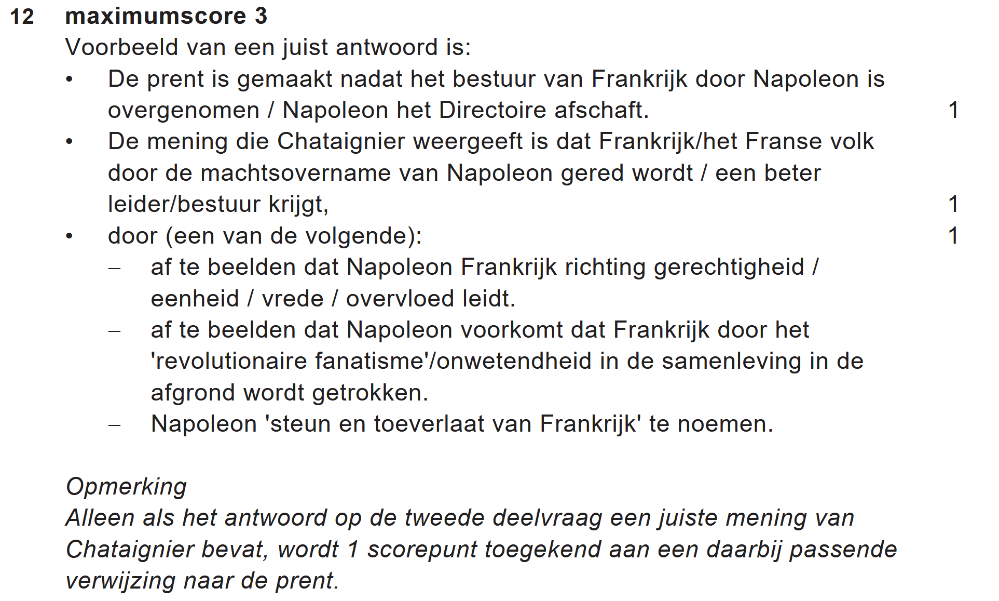 12 maximumscore 3
Voorbeeld van een juist antwoord is:
• De prent is gemaakt nadat het bestuur van Frankrijk door Napoleon is
overgenomen / Napoleon het Directoire afschaft. 1
• De mening die Chataignier weergeeft is dat Frankrijk/het Franse volk
door de machtsovername van Napoleon gered wordt / een beter
leider/bestuur krijgt, 1
• door (een van de volgende): 1
– af te beelden dat Napoleon Frankrijk richting gerechtigheid /
eenheid / vrede / overvloed leidt.
– af te beelden dat Napoleon voorkomt dat Frankrijk door het
'revolutionaire fanatisme'/onwetendheid in de samenleving in de
afgrond wordt getrokken.
– Napoleon 'steun en toeverlaat van Frankrijk' te noemen.
Opmerking
Alleen als het antwoord op de tweede deelvraag een juiste mening van
Chataignier bevat, wordt 1 scorepunt toegekend aan een daarbij passende
verwijzing naar de prent.